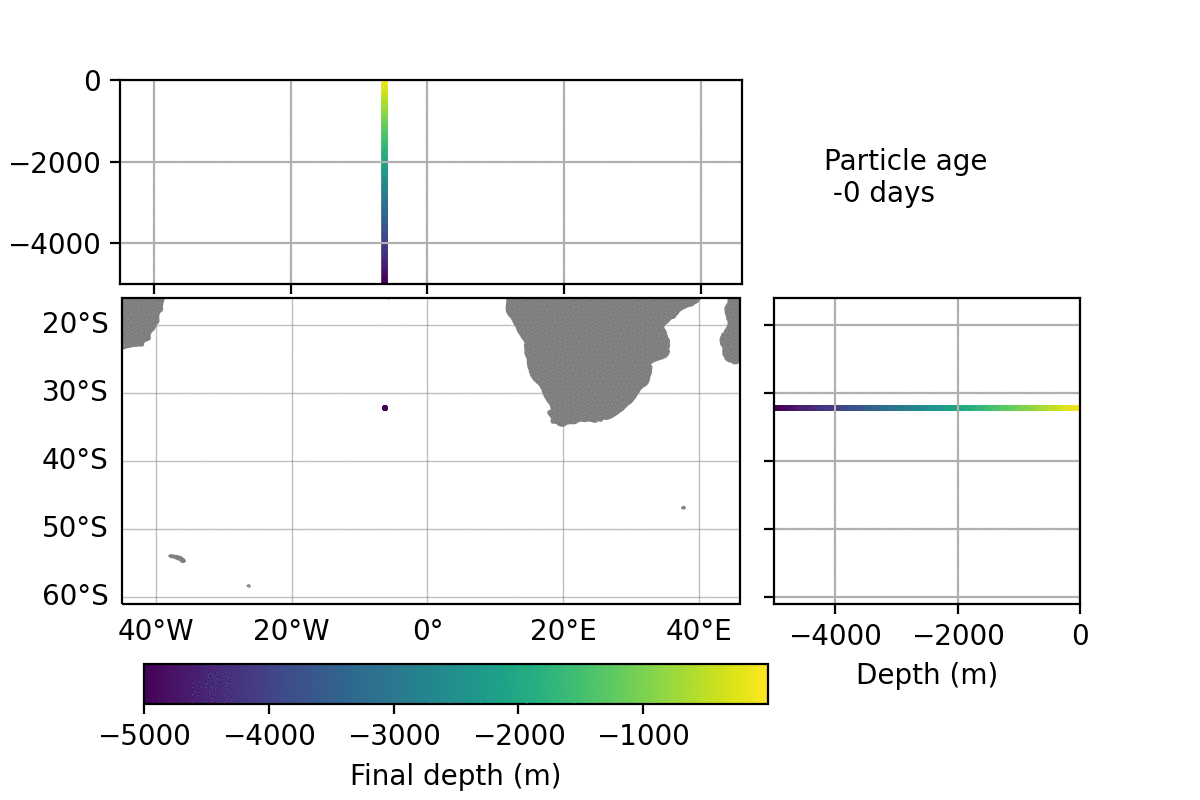 0
−2000
−4000
Particle age
-0 days
20°S
30°S
40°S
50°S
60°S
40°W 20°W 0° 20°E 40°E
−4000 −2000 0
Depth (m)
−5000 −4000 −3000 −2000 −1000
Final depth (m)